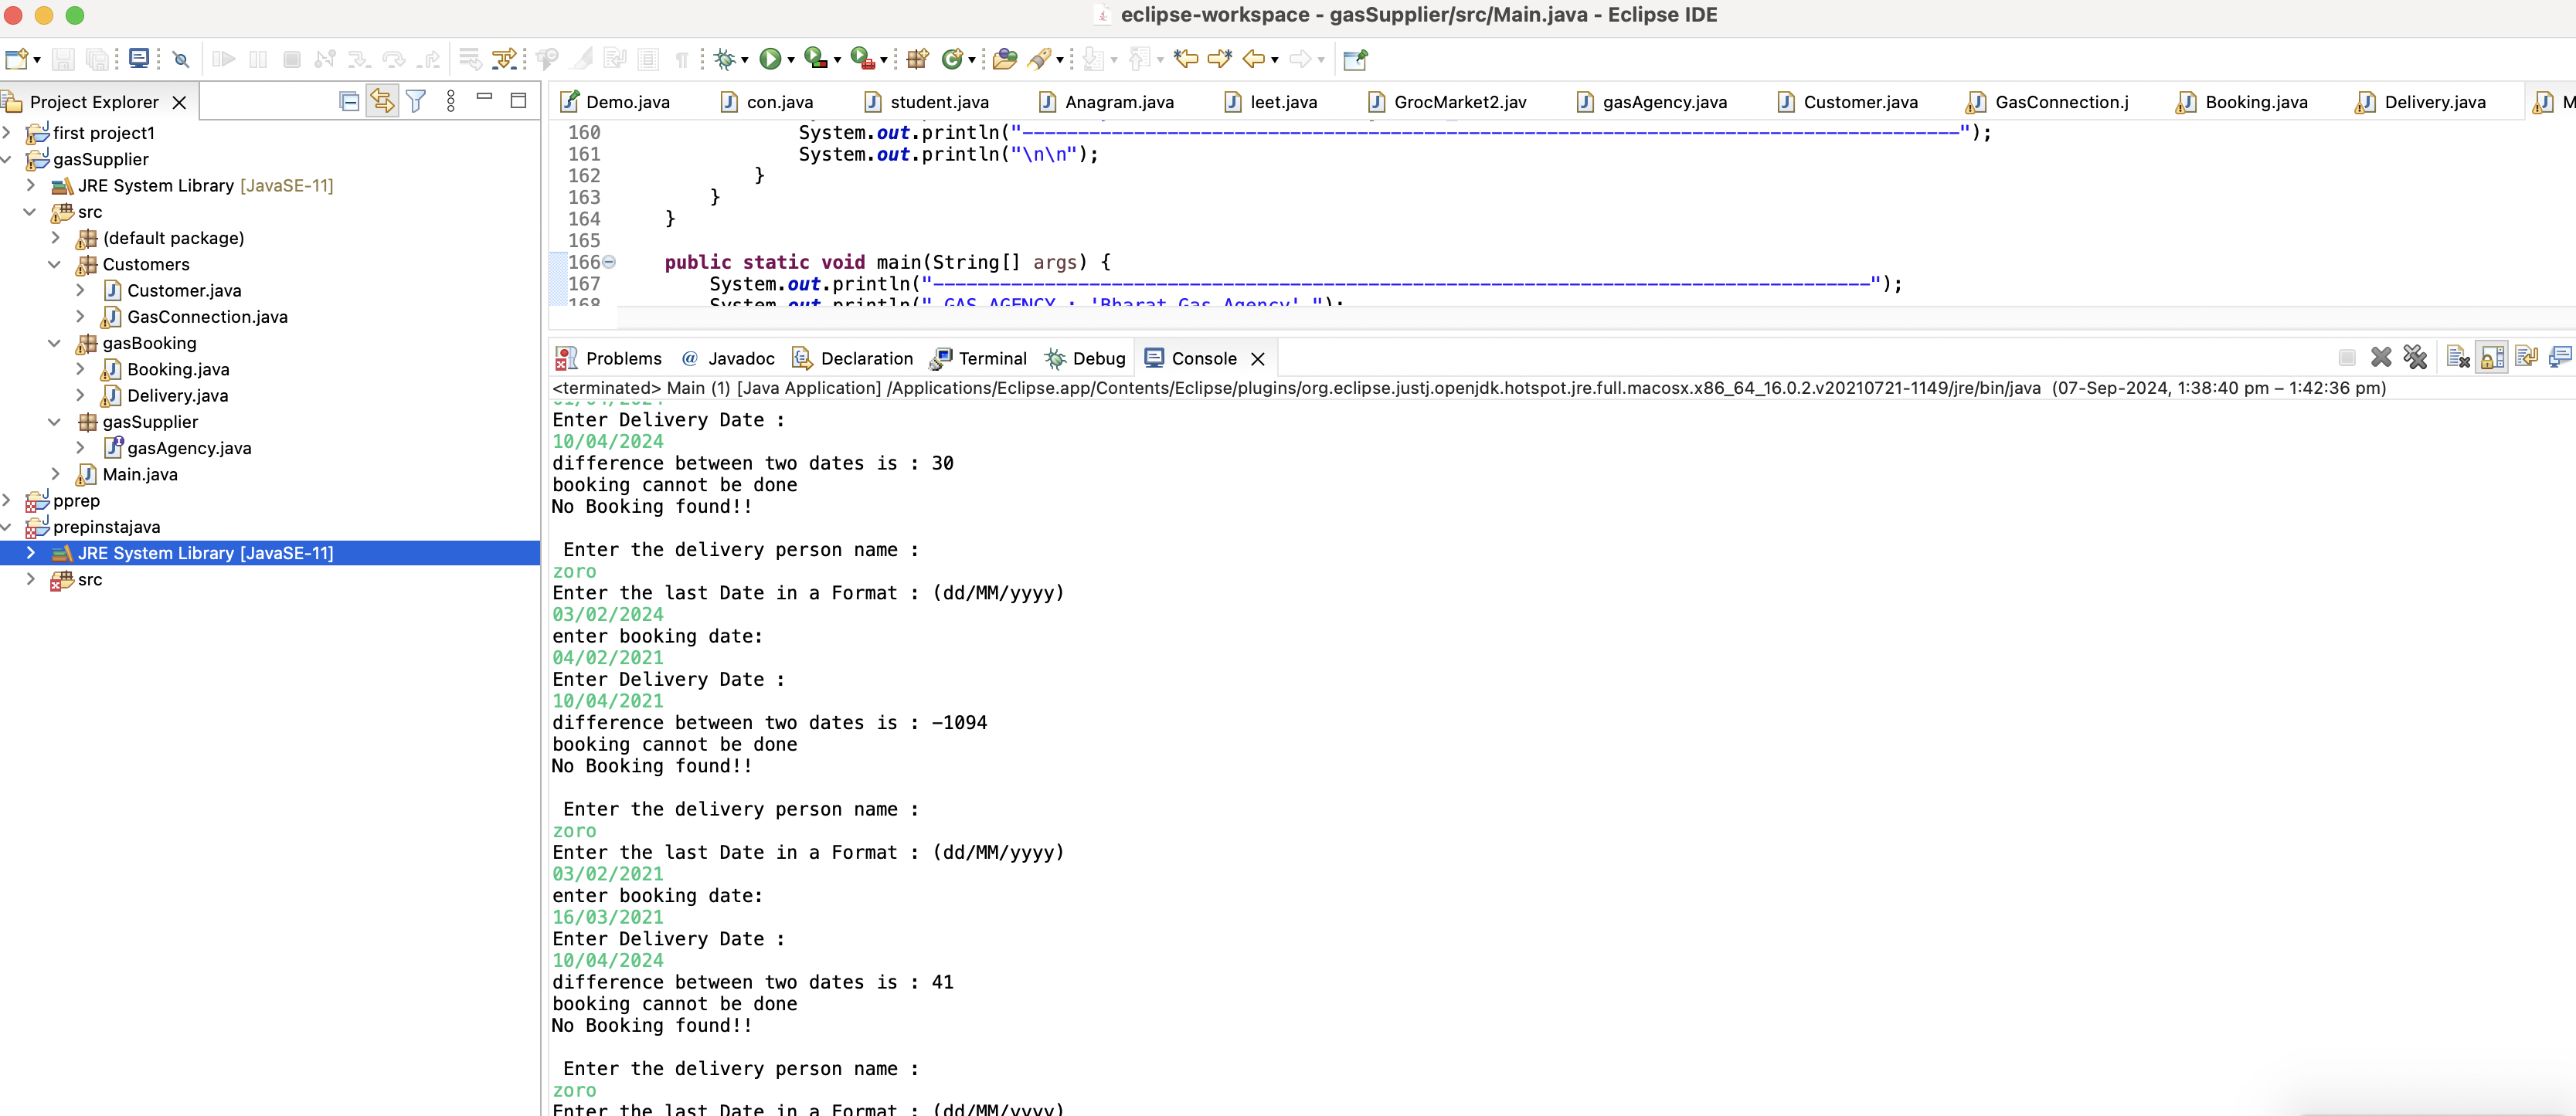 eclipse-workspace - gasSupplier/src/Main.java - Eclipse IDE
Project Explorer
first project1
gasSupplier
JRE System Library [JavaSE-11]
src
(default package)
Customers
Customer.java
GasConnection.java
gasBooking
Booking.java
Delivery.java
gasSupplier
gasAgency.java
Main.java
pprep
prepinstajava
JRE System Library [JavaSE-11]
src
Demo.java con.java student.java Anagram.java leet.java GrocMarket2.jav gasAgency.java Customer.java GasConnection.j Booking.java Delivery.java M
160 System.out.println("------------------------------------------------------------------------------------");
161 System.out.println("\n\n");
162 }
163 }
164 }
165
166 public static void main(String[] args) {
167 System.out.println("------------------------------------------------------------------------------------");
168 System.out.println(" GAS AGENCY : 'Bharat Gas Agency' ");
Problems @ Javadoc Declaration Terminal Debug Console
<terminated> Main (1) [Java Application] /Applications/Eclipse.app/Contents/Eclipse/plugins/org.eclipse.justj.openjdk.hotspot.jre.full.macosx.x86_64_16.0.2.v20210721-1149/jre/bin/java (07-Sep-2024, 1:38:40 pm – 1:42:36 pm)
01/04/2024
Enter Delivery Date :
10/04/2024
difference between two dates is : 30
booking cannot be done
No Booking found!!
Enter the delivery person name :
zoro
Enter the last Date in a Format : (dd/MM/yyyy)
03/02/2024
enter booking date:
04/02/2021
Enter Delivery Date :
10/04/2021
difference between two dates is : -1094
booking cannot be done
No Booking found!!
Enter the delivery person name :
zoro
Enter the last Date in a Format : (dd/MM/yyyy)
03/02/2021
enter booking date:
16/03/2021
Enter Delivery Date :
10/04/2024
difference between two dates is : 41
booking cannot be done
No Booking found!!
Enter the delivery person name :
zoro
Enter the last Date in a Format : (dd/MM/yyyy)